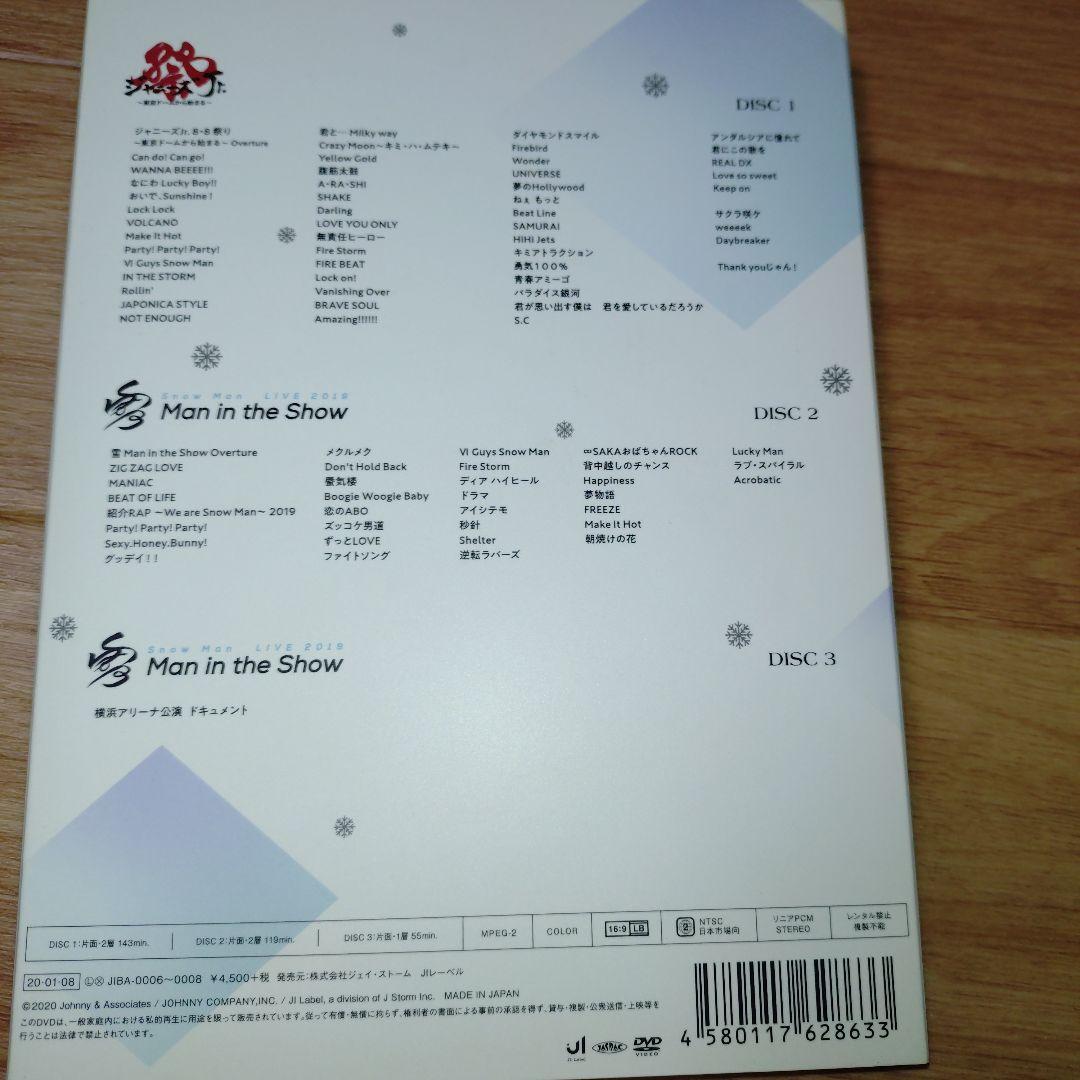 祭
ジャニーズJr.
～東京ドームから始まる～
DISC 1
ジャニーズJr. 8・8 祭り
～東京ドームから始まる～ Overture
Can do! Can go!
WANNA BEEEE!!!
なにわ Lucky Boy!!
おいで、Sunshine！
Lock Lock
VOLCANO
Make It Hot
Party! Party! Party!
VI Guys Snow Man
IN THE STORM
Rollin'
JAPONICA STYLE
NOT ENOUGH
君と… Milky way
Crazy Moon～キミ・ハ・ムテキ～
Yellow Gold
腹筋太鼓
A・RA・SHI
SHAKE
Darling
LOVE YOU ONLY
無責任ヒーロー
Fire Storm
FIRE BEAT
Lock on!
Vanishing Over
BRAVE SOUL
Amazing!!!!!!
ダイヤモンドスマイル
Firebird
Wonder
UNIVERSE
夢のHollywood
ねぇ もっと
Beat Line
SAMURAI
HiHi Jets
キミアトラクション
勇気１００％
青春アミーゴ
パラダイス銀河
君が思い出す僕は 君を愛しているだろうか
S.C
アンダルシアに憧れて
君にこの歌を
REAL DX
Love so sweet
Keep on
サクラ咲ケ
weeeek
Daybreaker
Thank youじゃん！
Snow Man LIVE 2019
雪 Man in the Show
DISC 2
雪 Man in the Show Overture
ZIG ZAG LOVE
MANIAC
BEAT OF LIFE
紹介RAP ～We are Snow Man～ 2019
Party! Party! Party!
Sexy.Honey.Bunny!
グッデイ！！
メクルメク
Don't Hold Back
蜃気楼
Boogie Woogie Baby
恋のABO
ズッコケ男道
ずっとLOVE
ファイトソング
VI Guys Snow Man
Fire Storm
ディア ハイヒール
ドラマ
アイシテモ
秒針
Shelter
逆転ラバーズ
∞SAKAおばちゃんROCK
背中越しのチャンス
Happiness
夢物語
FREEZE
Make It Hot
朝焼けの花
Lucky Man
ラブ・スパイラル
Acrobatic
Snow Man LIVE 2019
雪 Man in the Show
DISC 3
横浜アリーナ公演 ドキュメント
DISC 1：片面・2層 143min.
DISC 2：片面・2層 119min.
DISC 3：片面・1層 55min.
MPEG-2
COLOR
16:9 LB
2 NTSC 日本市場向
リニアPCM STEREO
レンタル禁止 複製不能
20・01・08 Ⓛ JIBA-0006～0008 ￥4,500+税 発売元：株式会社ジェイ・ストーム JIレーベル
©2020 Johnny & Associates / JOHNNY COMPANY,INC. / JI Label, a division of J Storm Inc. MADE IN JAPAN
このDVDは、一般家庭内における私的再生に用途を限って販売されています。従って有償・無償に拘らず、権利者の書面による事前の承諾を得ず、貸与・複製・公衆送信・上映等を
行うことは法律で禁止されています。
JI
JASRAC
DVD VIDEO
4 580117 628633